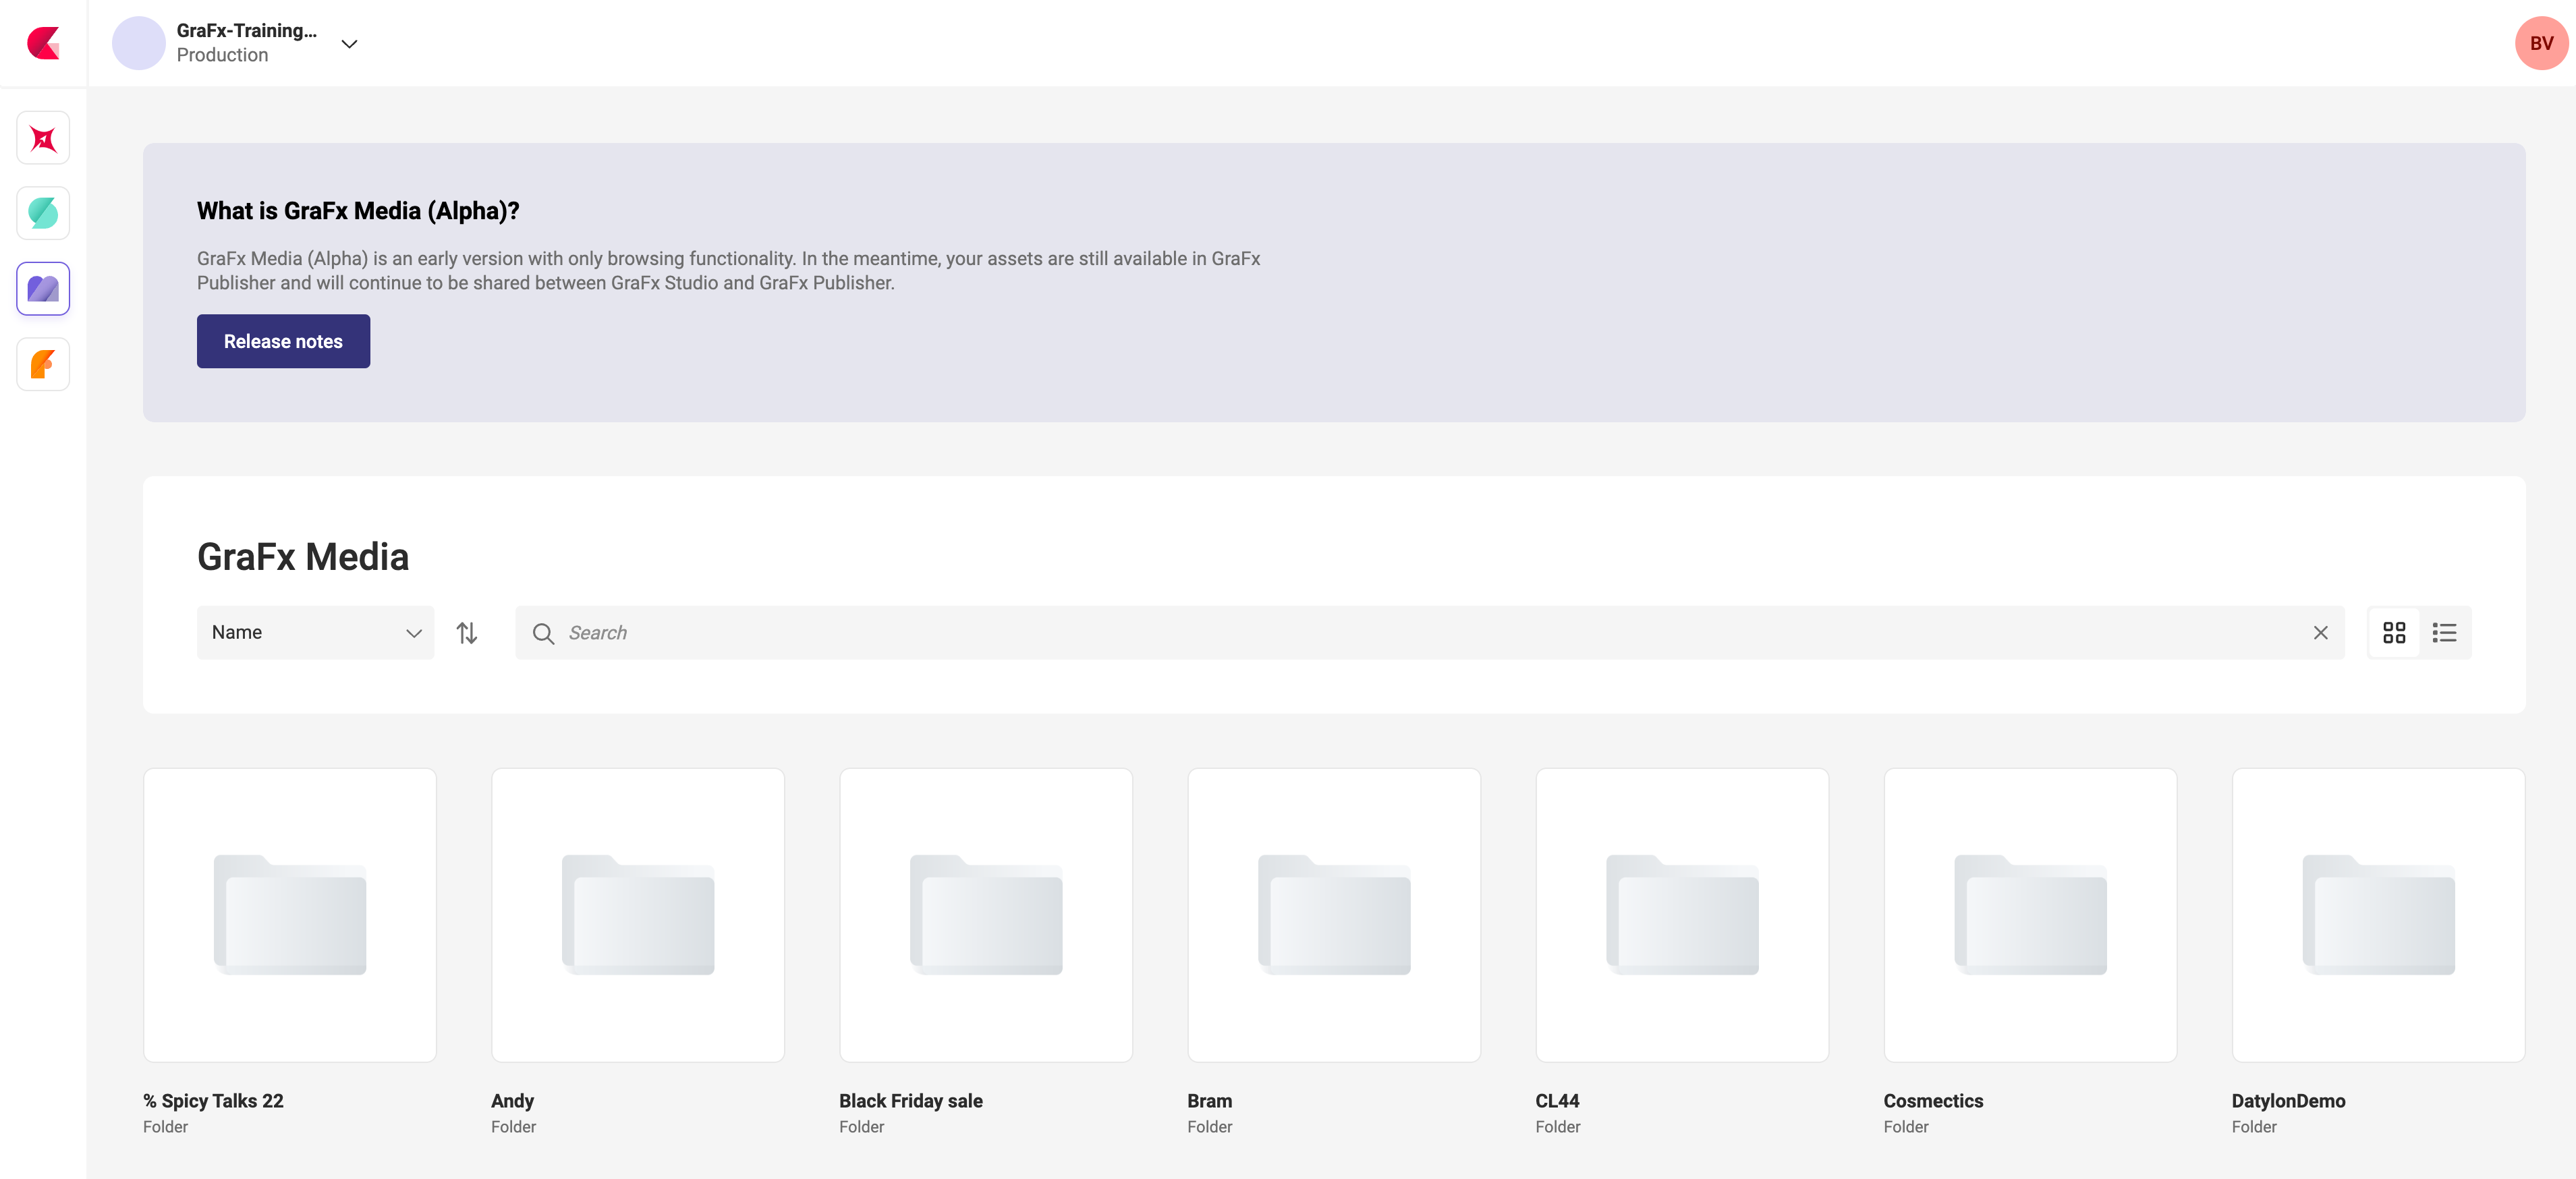 GraFx-Training...
Production
BV
What is GraFx Media (Alpha)?
GraFx Media (Alpha) is an early version with only browsing functionality. In the meantime, your assets are still available in GraFx
Publisher and will continue to be shared between GraFx Studio and GraFx Publisher.
Release notes
GraFx Media
Name
Search
% Spicy Talks 22
Folder
Andy
Folder
Black Friday sale
Folder
Bram
Folder
CL44
Folder
Cosmectics
Folder
DatylonDemo
Folder